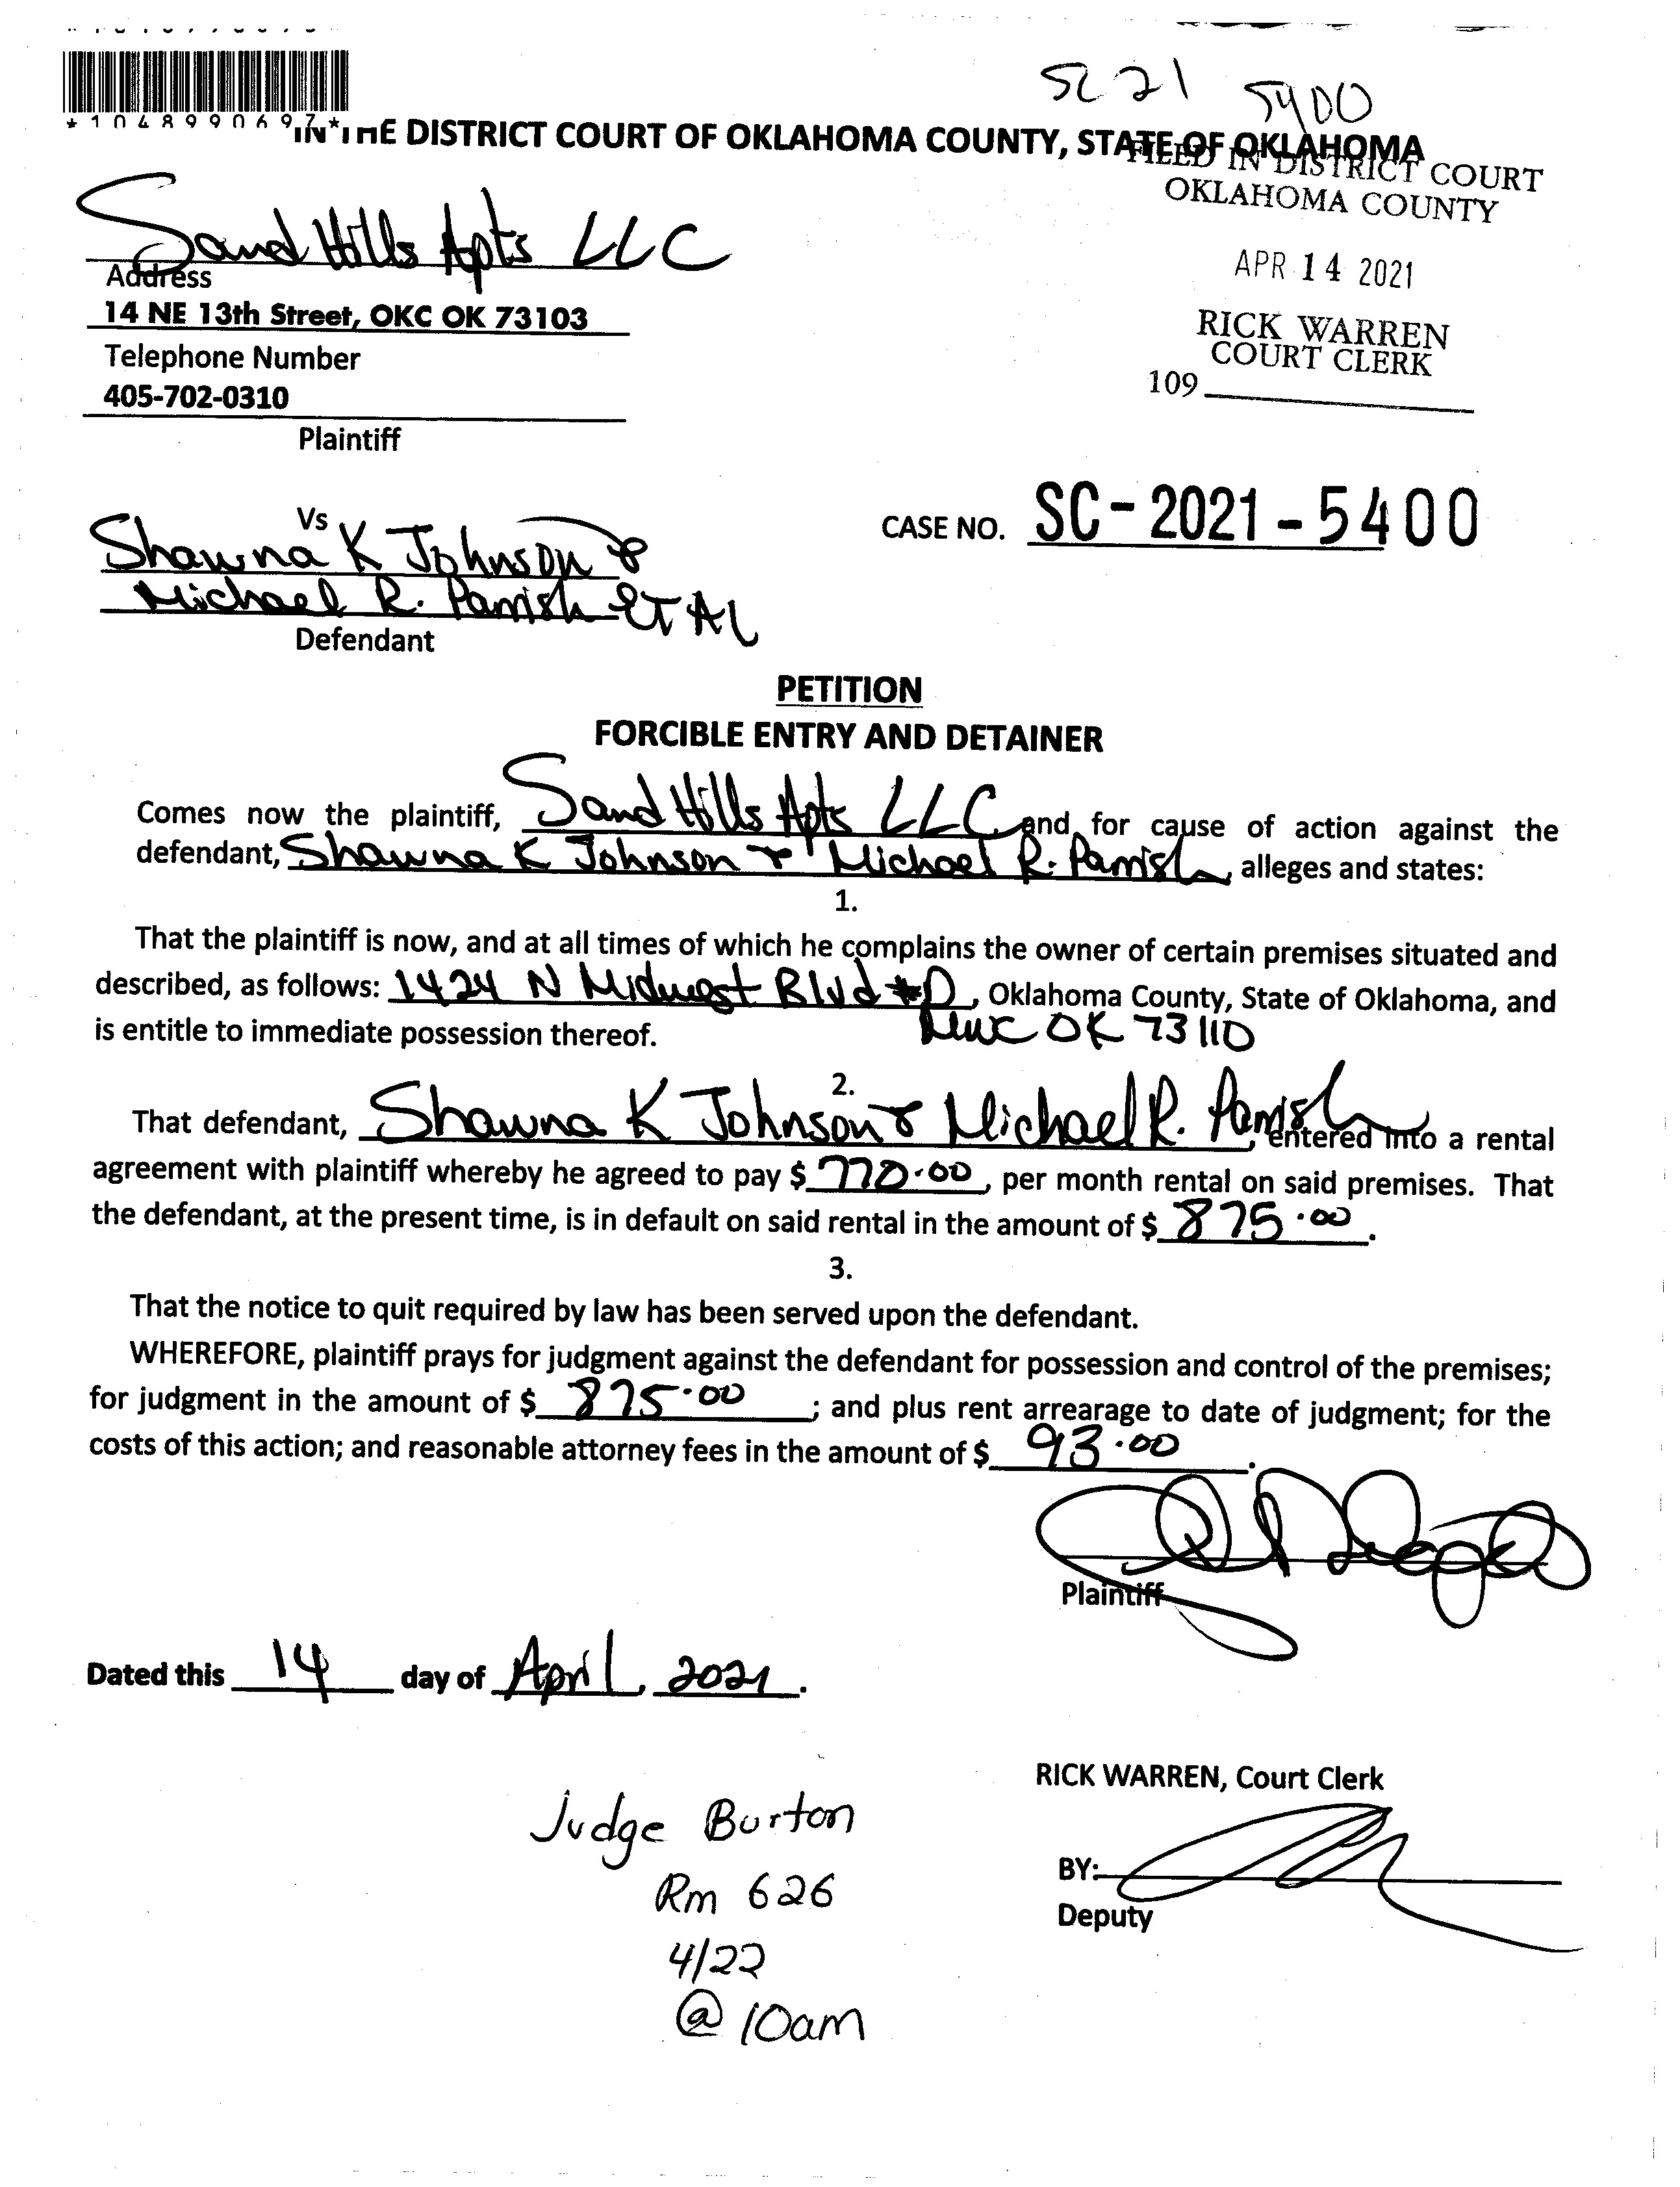 SC 21 5400
*1048990697*
IN THE DISTRICT COURT OF OKLAHOMA COUNTY, STATE OF OKLAHOMA
FILED IN DISTRICT COURT
OKLAHOMA COUNTY
APR 14 2021
RICK WARREN
COURT CLERK
109
Sand Hills Apts LLC
Address
14 NE 13th Street, OKC OK 73103
Telephone Number
405-702-0310
Plaintiff
Vs
Shawna K Johnson &
Michael R. Parrish ET AL
Defendant
CASE NO. SC-2021-5400
PETITION
FORCIBLE ENTRY AND DETAINER
Comes now the plaintiff, Sand Hills Apts LLC, and for cause of action against the
defendant, Shawna K Johnson & Michael R. Parrish, alleges and states:
1.
That the plaintiff is now, and at all times of which he complains the owner of certain premises situated and
described, as follows: 1424 N Midwest Blvd #D, Oklahoma County, State of Oklahoma, and
is entitle to immediate possession thereof. MWC OK 73110
2.
That defendant, Shawna K Johnson & Michael R. Parrish, entered into a rental
agreement with plaintiff whereby he agreed to pay $ 770.00, per month rental on said premises. That
the defendant, at the present time, is in default on said rental in the amount of $ 875.00.
3.
That the notice to quit required by law has been served upon the defendant.
WHEREFORE, plaintiff prays for judgment against the defendant for possession and control of the premises;
for judgment in the amount of $ 875.00; and plus rent arrearage to date of judgment; for the
costs of this action; and reasonable attorney fees in the amount of $ 93.00.
Plaintiff
Dated this 14 day of April, 2021.
RICK WARREN, Court Clerk
BY:
Deputy
Judge Burton
Rm 626
4/22
@ 10am